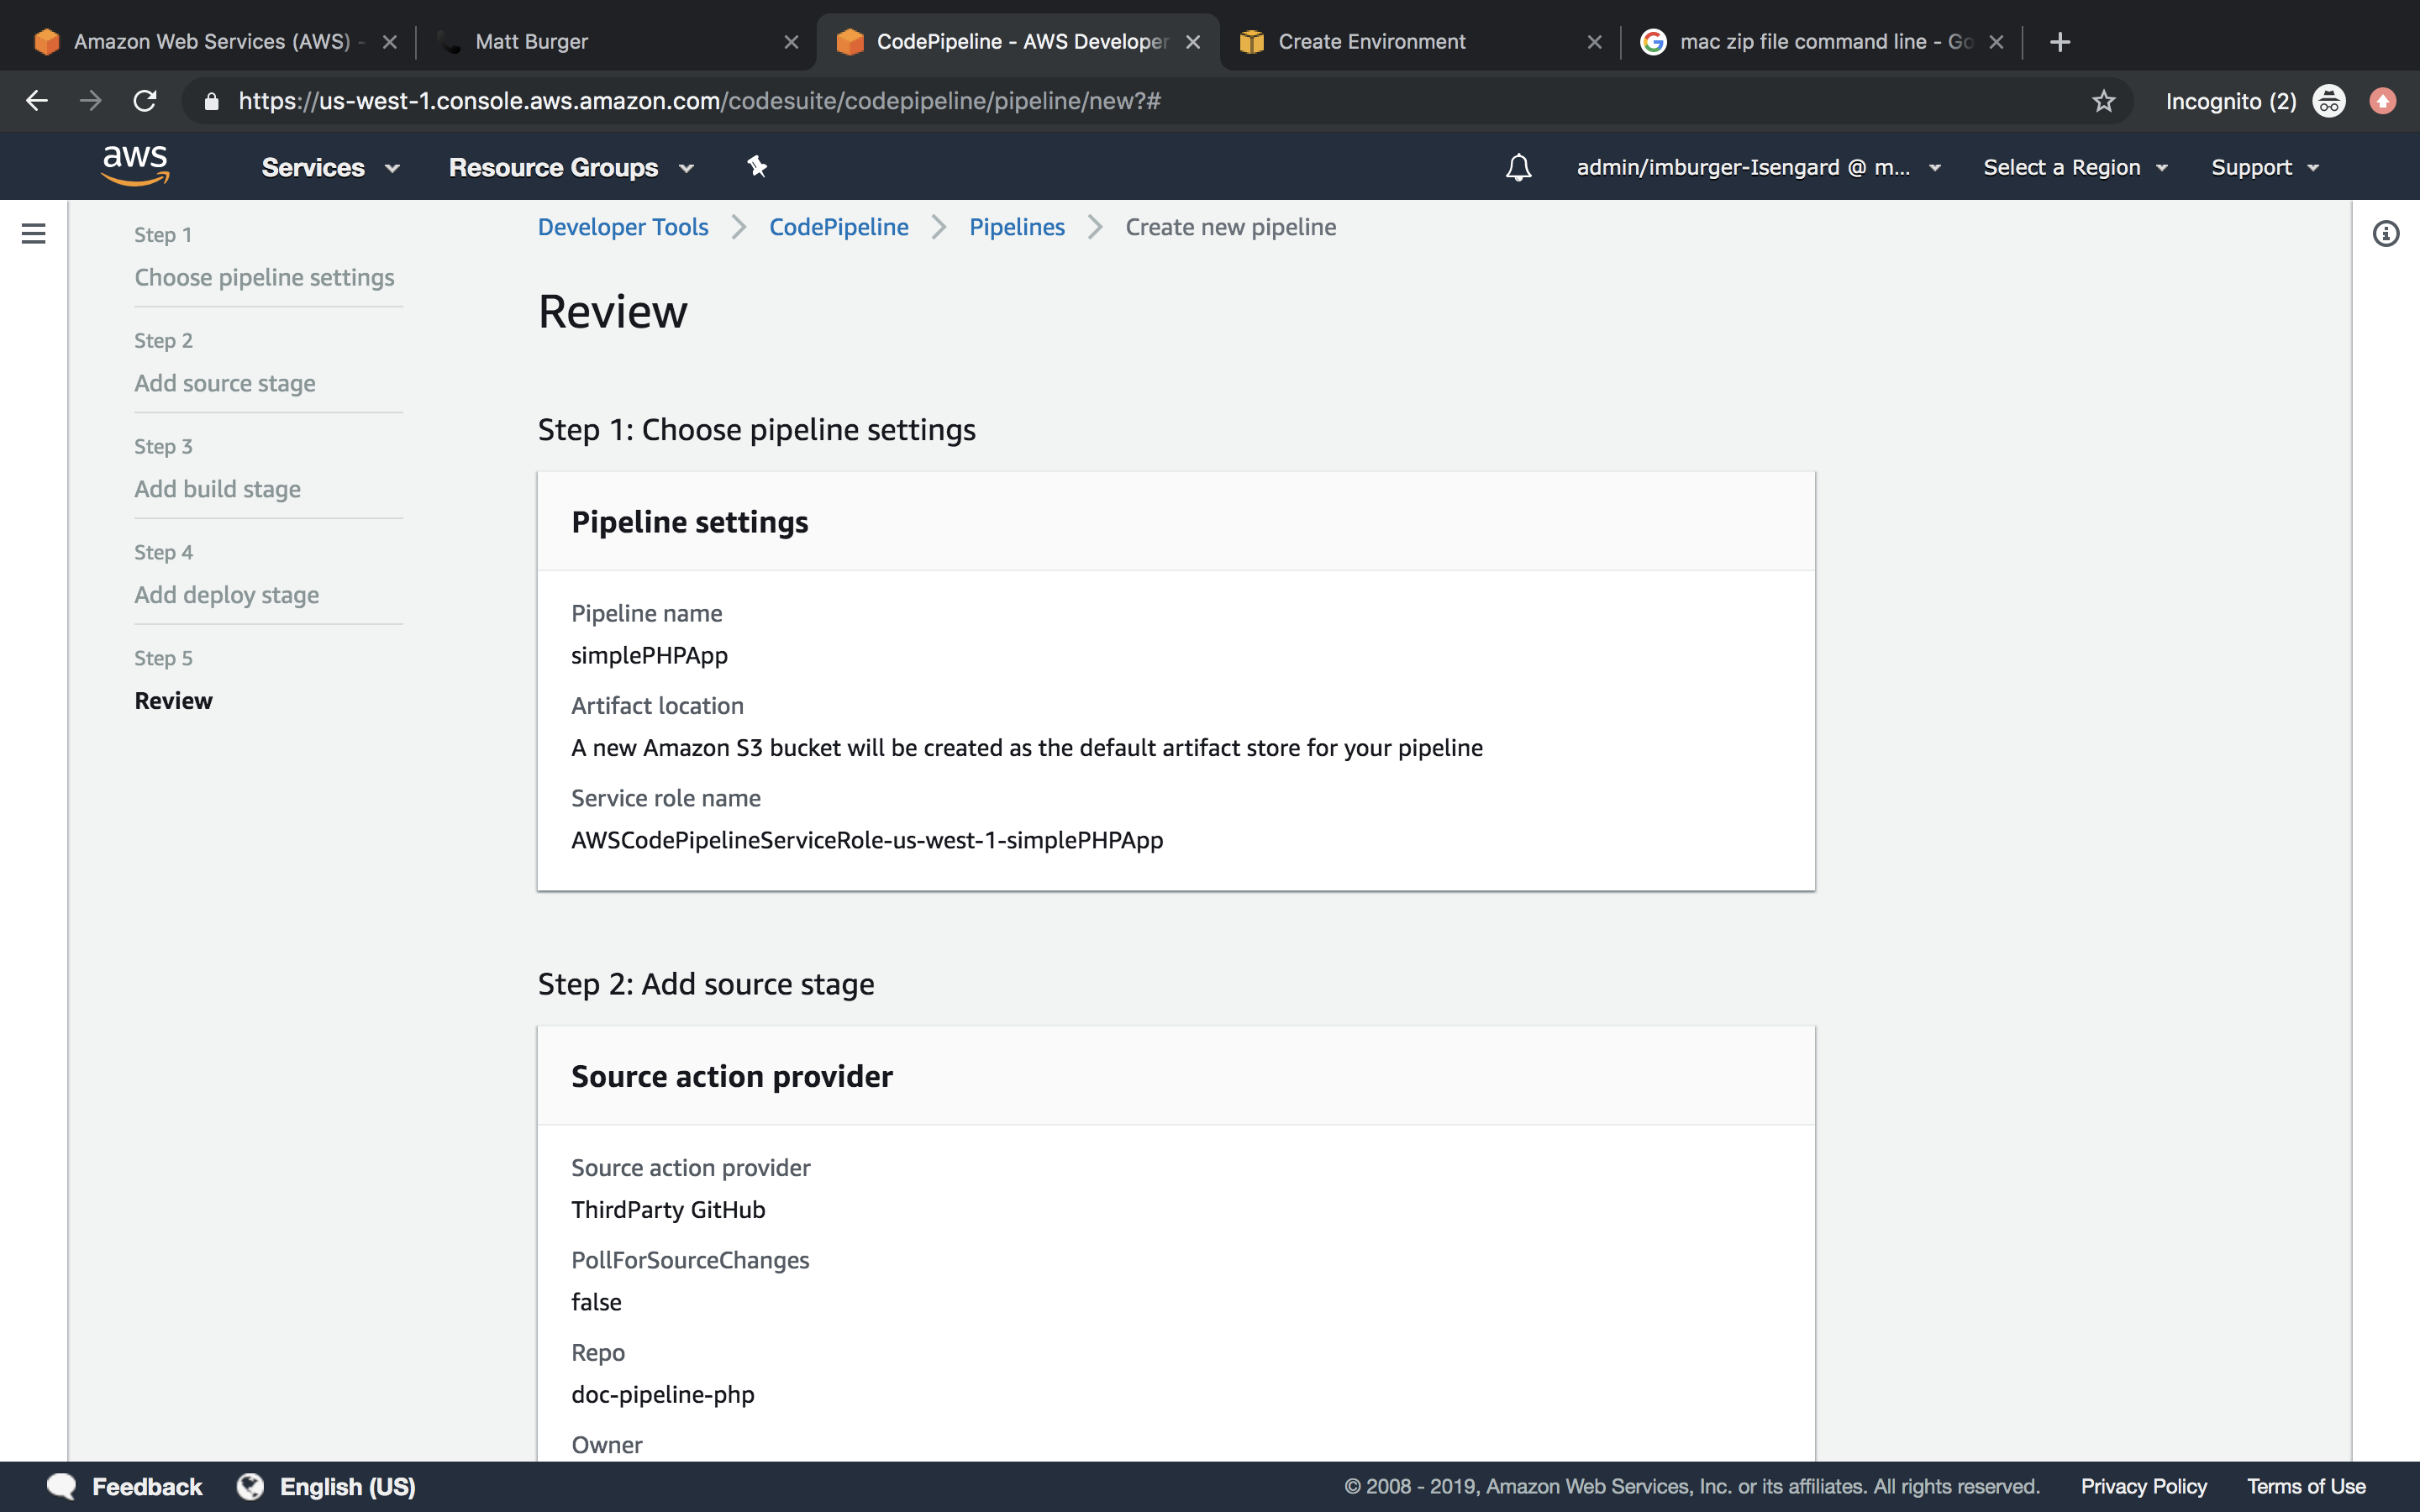 Amazon Web Services (AWS) -
Matt Burger
CodePipeline - AWS Developer
Create Environment
mac zip file command line - Go
https://us-west-1.console.aws.amazon.com/codesuite/codepipeline/pipeline/new?#
Incognito (2)
aws
Services
Resource Groups
admin/imburger-Isengard @ m...
Select a Region
Support
Step 1
Choose pipeline settings
Step 2
Add source stage
Step 3
Add build stage
Step 4
Add deploy stage
Step 5
Review
Developer Tools
CodePipeline
Pipelines
Create new pipeline
Review
Step 1: Choose pipeline settings
Pipeline settings
Pipeline name
simplePHPApp
Artifact location
A new Amazon S3 bucket will be created as the default artifact store for your pipeline
Service role name
AWSCodePipelineServiceRole-us-west-1-simplePHPApp
Step 2: Add source stage
Source action provider
Source action provider
ThirdParty GitHub
PollForSourceChanges
false
Repo
doc-pipeline-php
Owner
Feedback
English (US)
© 2008 - 2019, Amazon Web Services, Inc. or its affiliates. All rights reserved.
Privacy Policy
Terms of Use